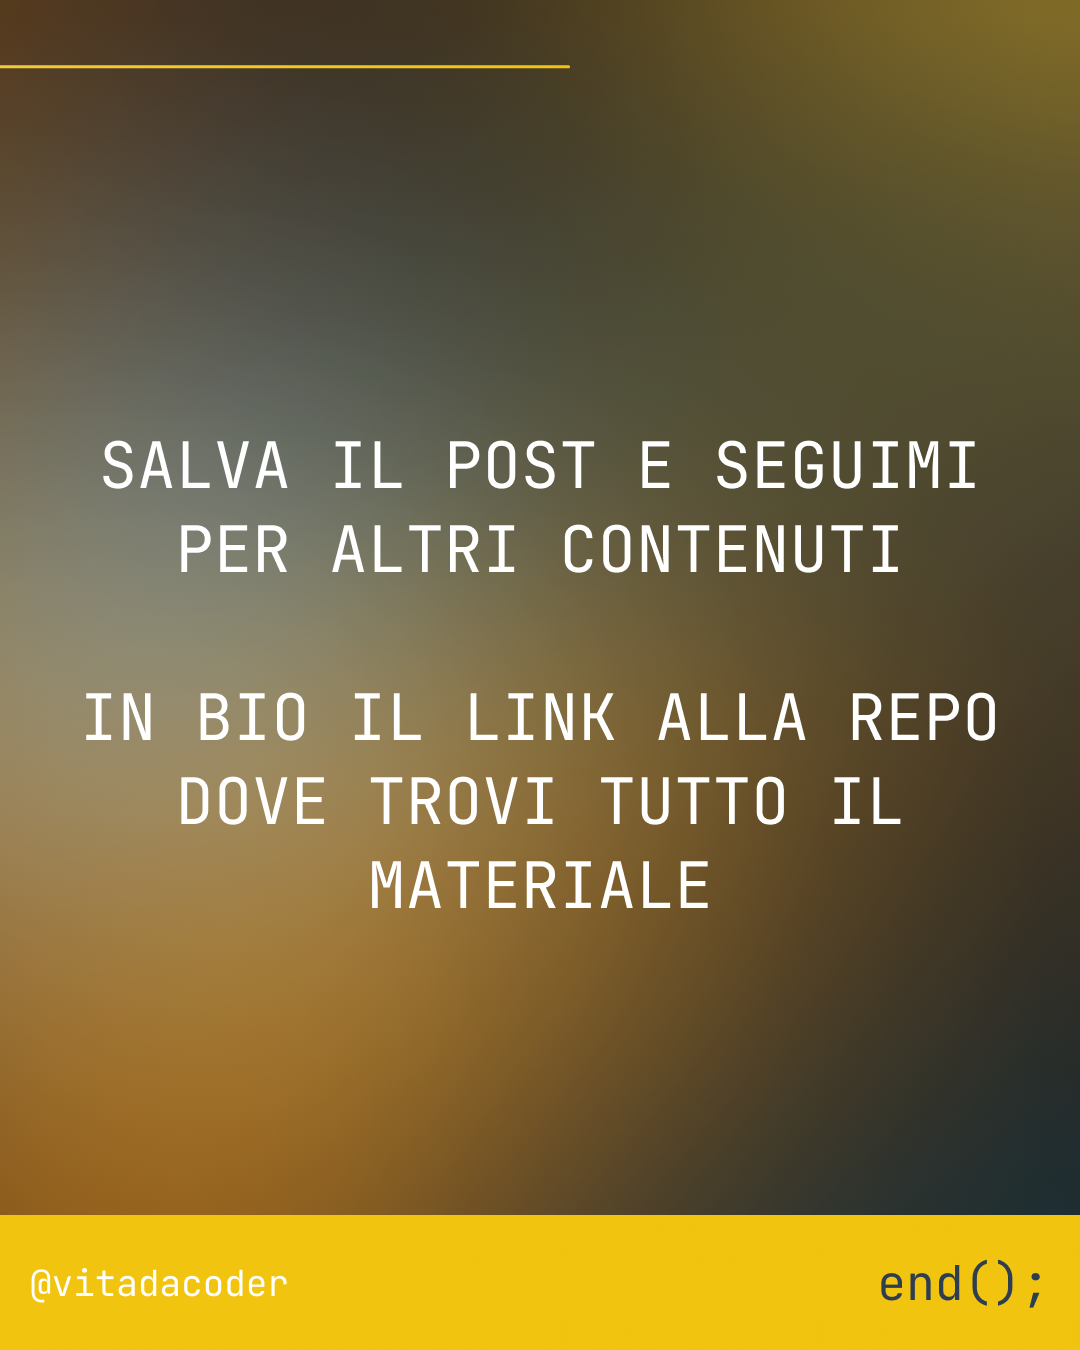 SALVA IL POST E SEGUIMI
PER ALTRI CONTENUTI
IN BIO IL LINK ALLA REPO
DOVE TROVI TUTTO IL
MATERIALE
@vitadacoder
end();